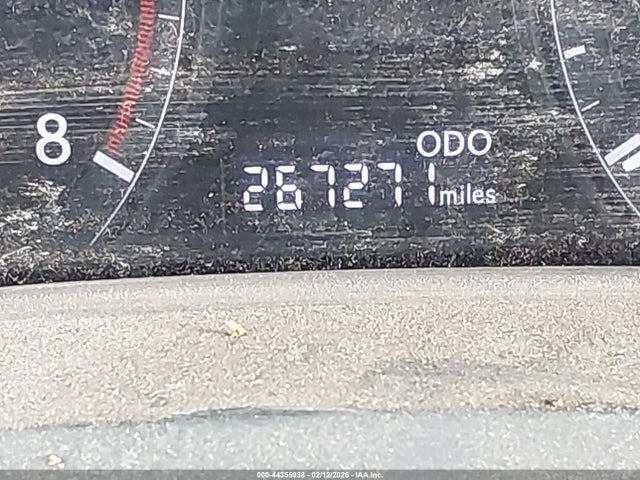 8
ODO
267271 miles
000-44355938 - 02/12/2026 - IAA Inc.